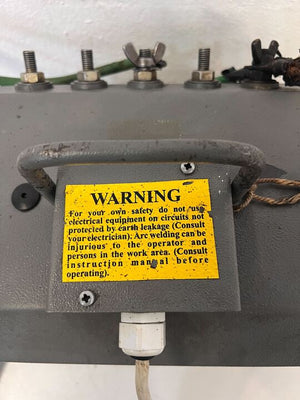 WARNING
For your own safety do not use
electrical equipment on circuits not
protected by earth leakage (Consult
your electrician). Arc welding can be
injurious to the operator and
persons in the work area. (Consult
instruction manual before
operating).